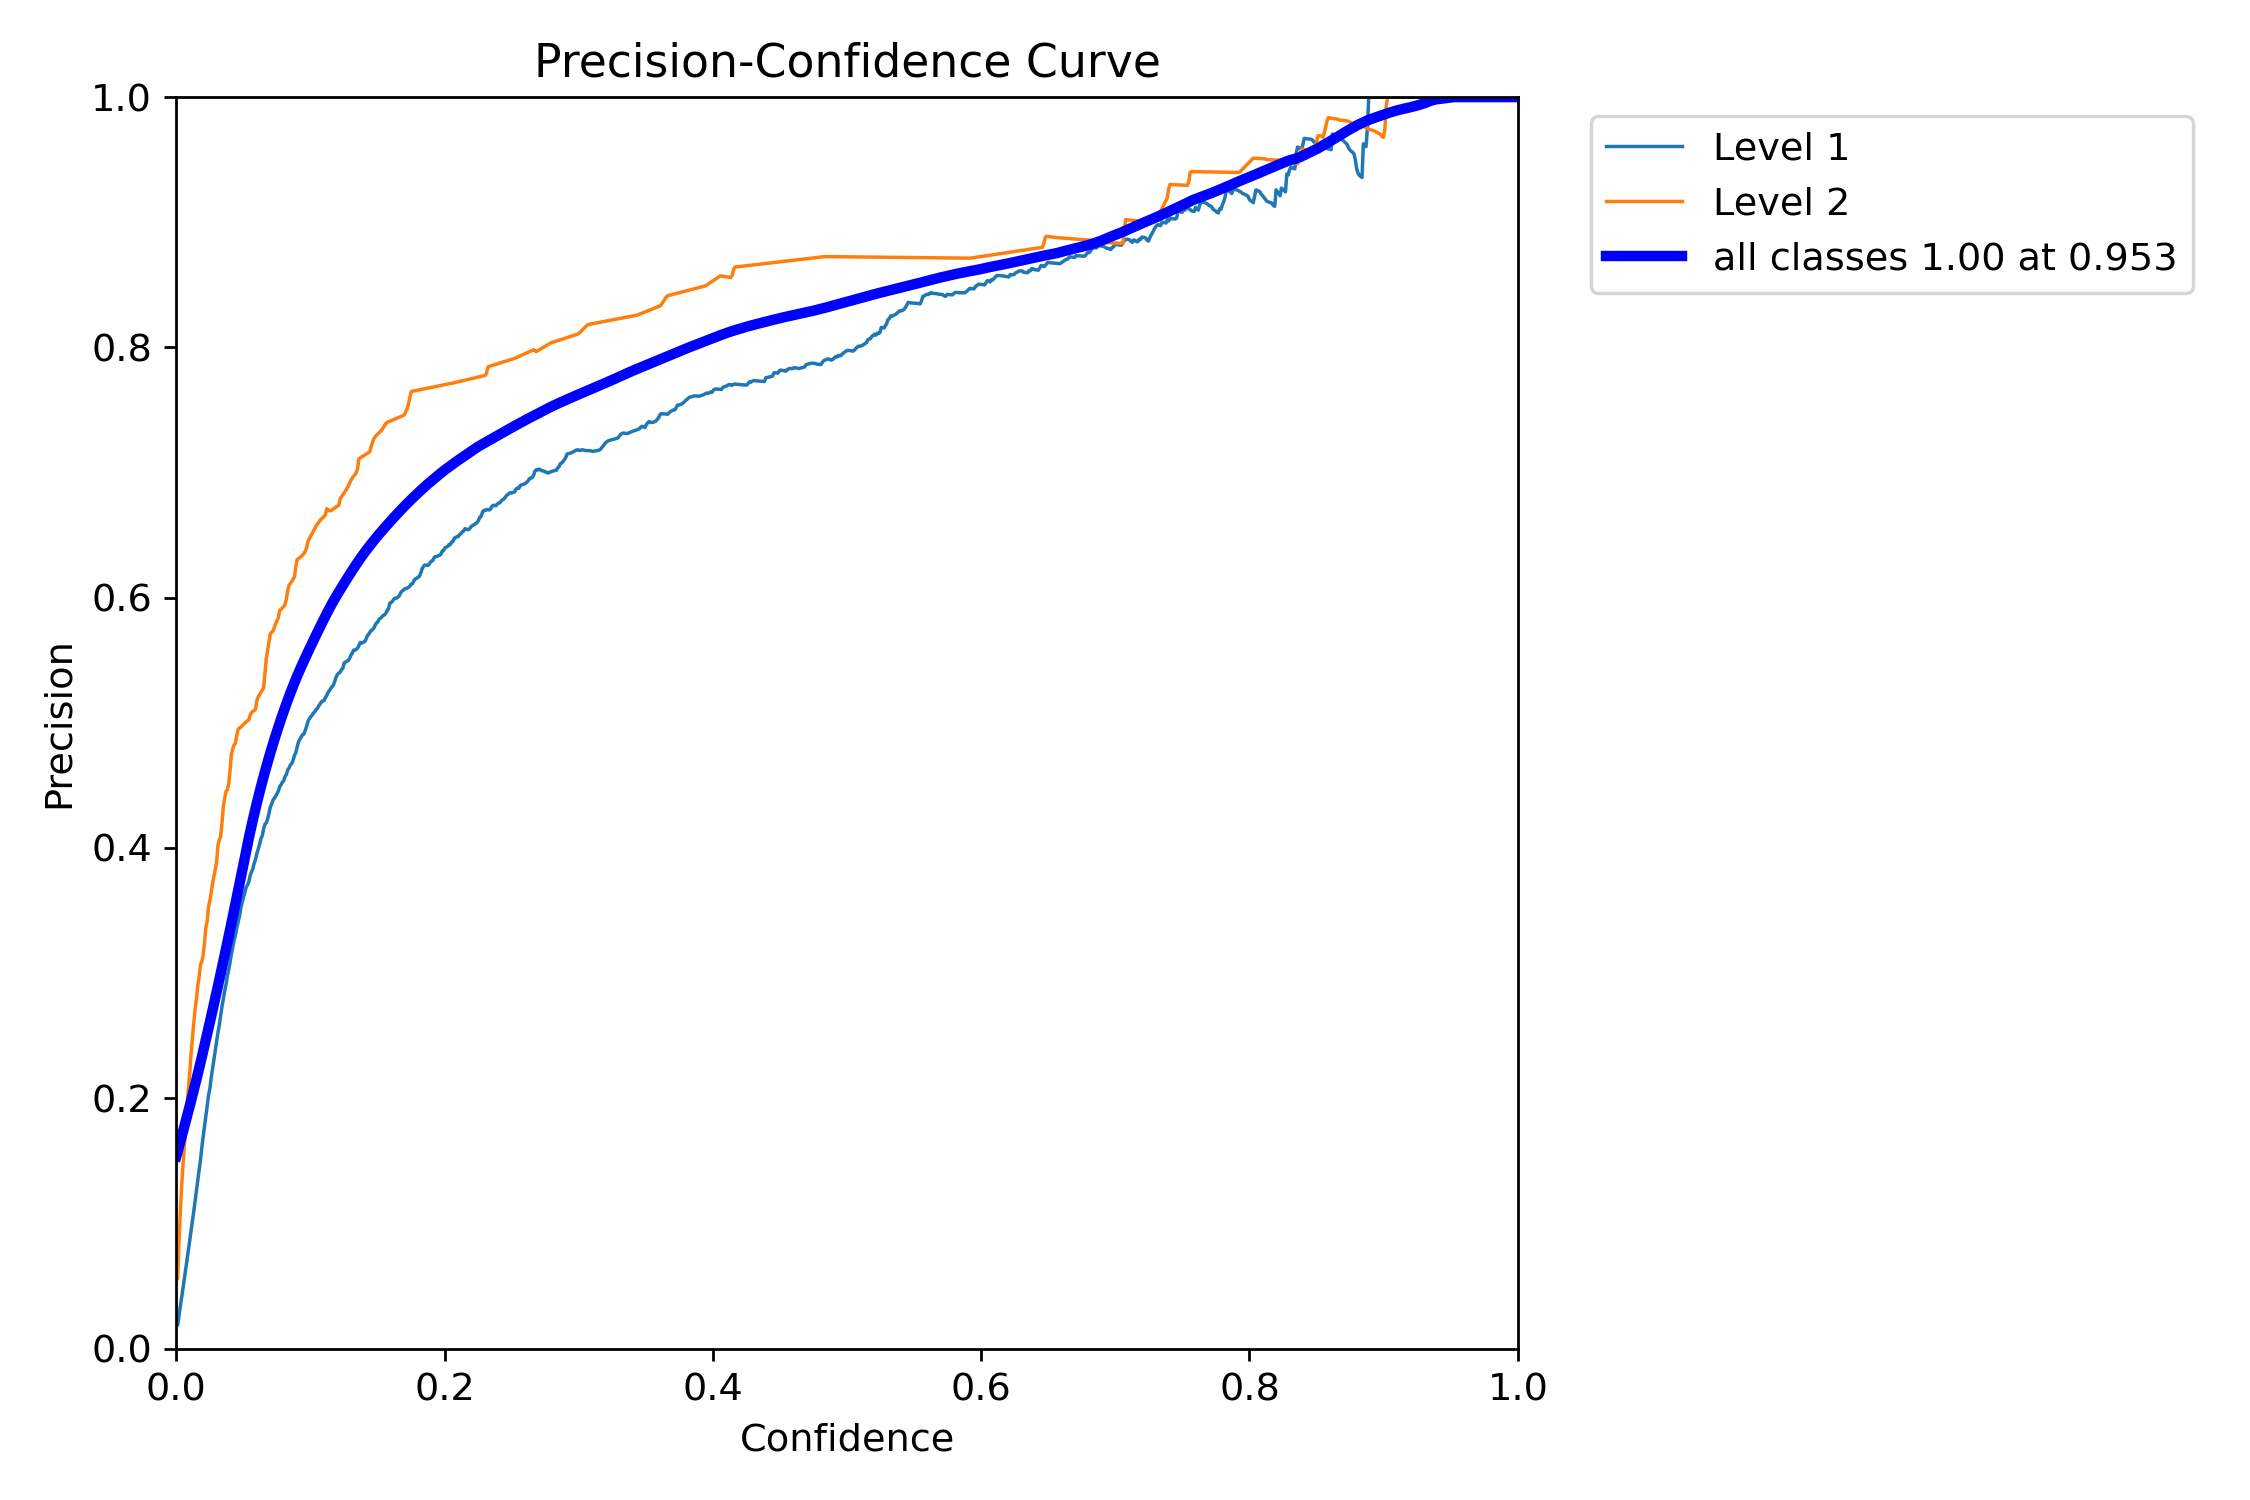 Precision-Confidence Curve
1.0
0.8
0.6
0.4
0.2
0.0
Precision
0.0 0.2 0.4 0.6 0.8 1.0
Confidence
Level 1
Level 2
all classes 1.00 at 0.953